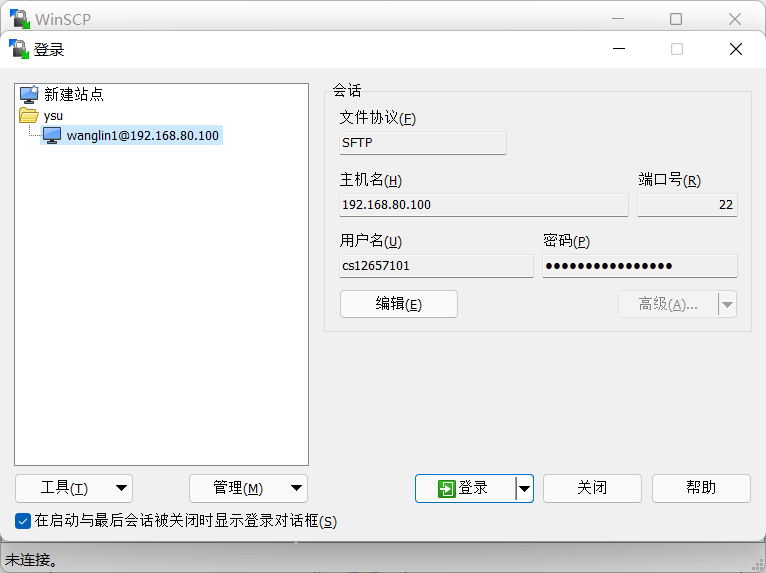 WinSCP
登录
新建站点
ysu
wanglin1@192.168.80.100
会话
文件协议(F)
SFTP
主机名(H) 端口号(R)
192.168.80.100 22
用户名(U) 密码(P)
cs12657101 ●●●●●●●●●●●●●●●●
编辑(E) 高级(A)...
工具(T) 管理(M) 登录 关闭 帮助
在启动与最后会话被关闭时显示登录对话框(S)
未连接。